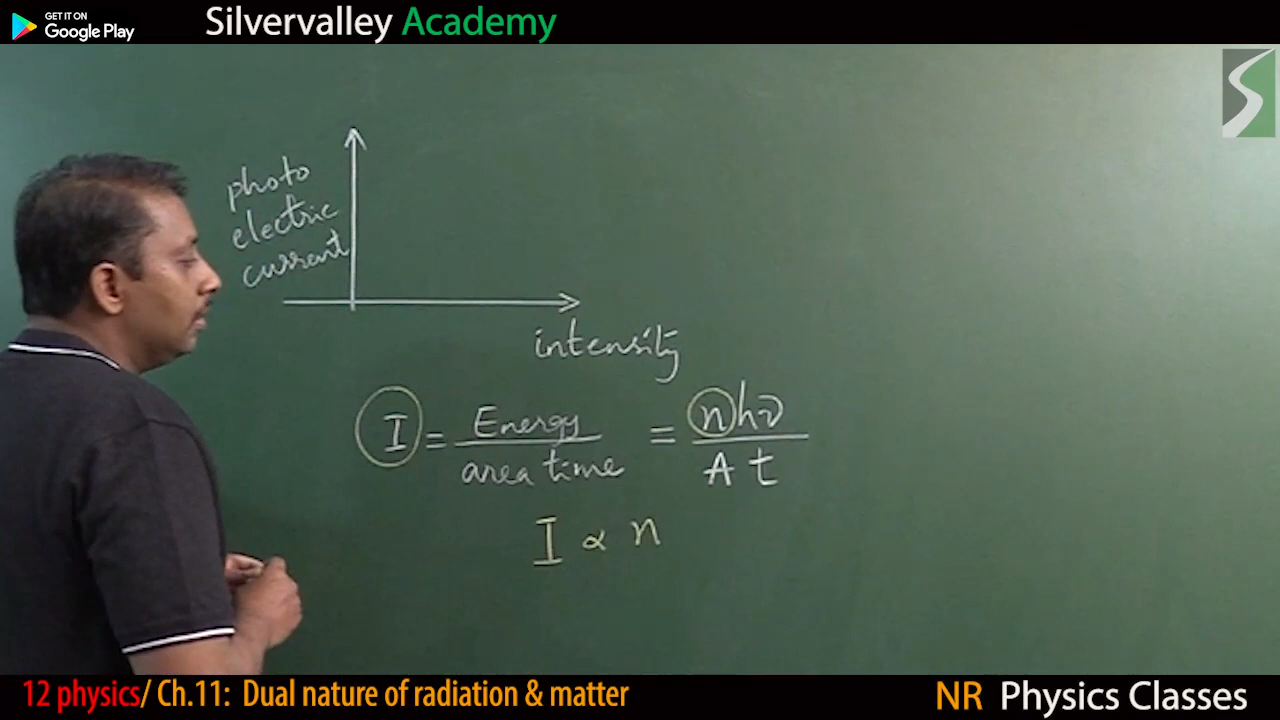 GET IT ON
Google Play
Silvervalley Academy
photo
electric
current
intensity
I = Energy / area time = nhν / A t
I ∝ n
12 physics/ Ch.11: Dual nature of radiation & matter
NR Physics Classes